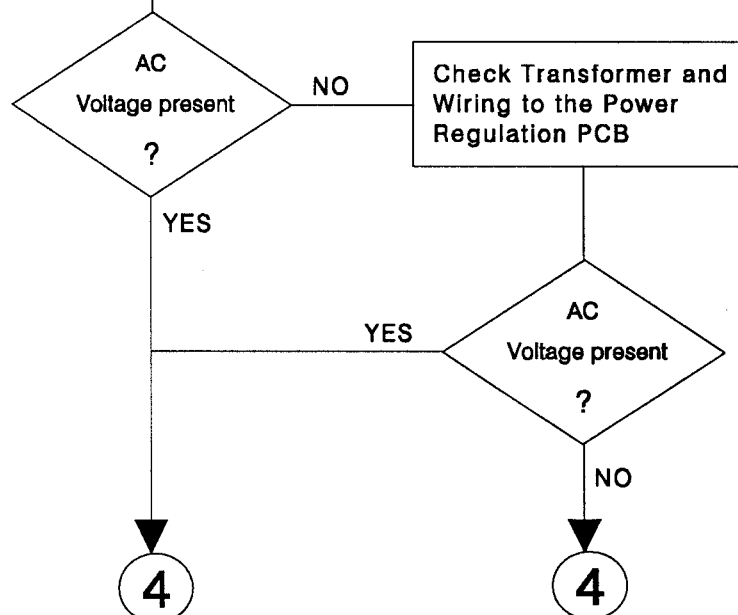 AC
Voltage present
?
NO
Check Transformer and
Wiring to the Power
Regulation PCB
YES
AC
Voltage present
?
YES
NO
4
4